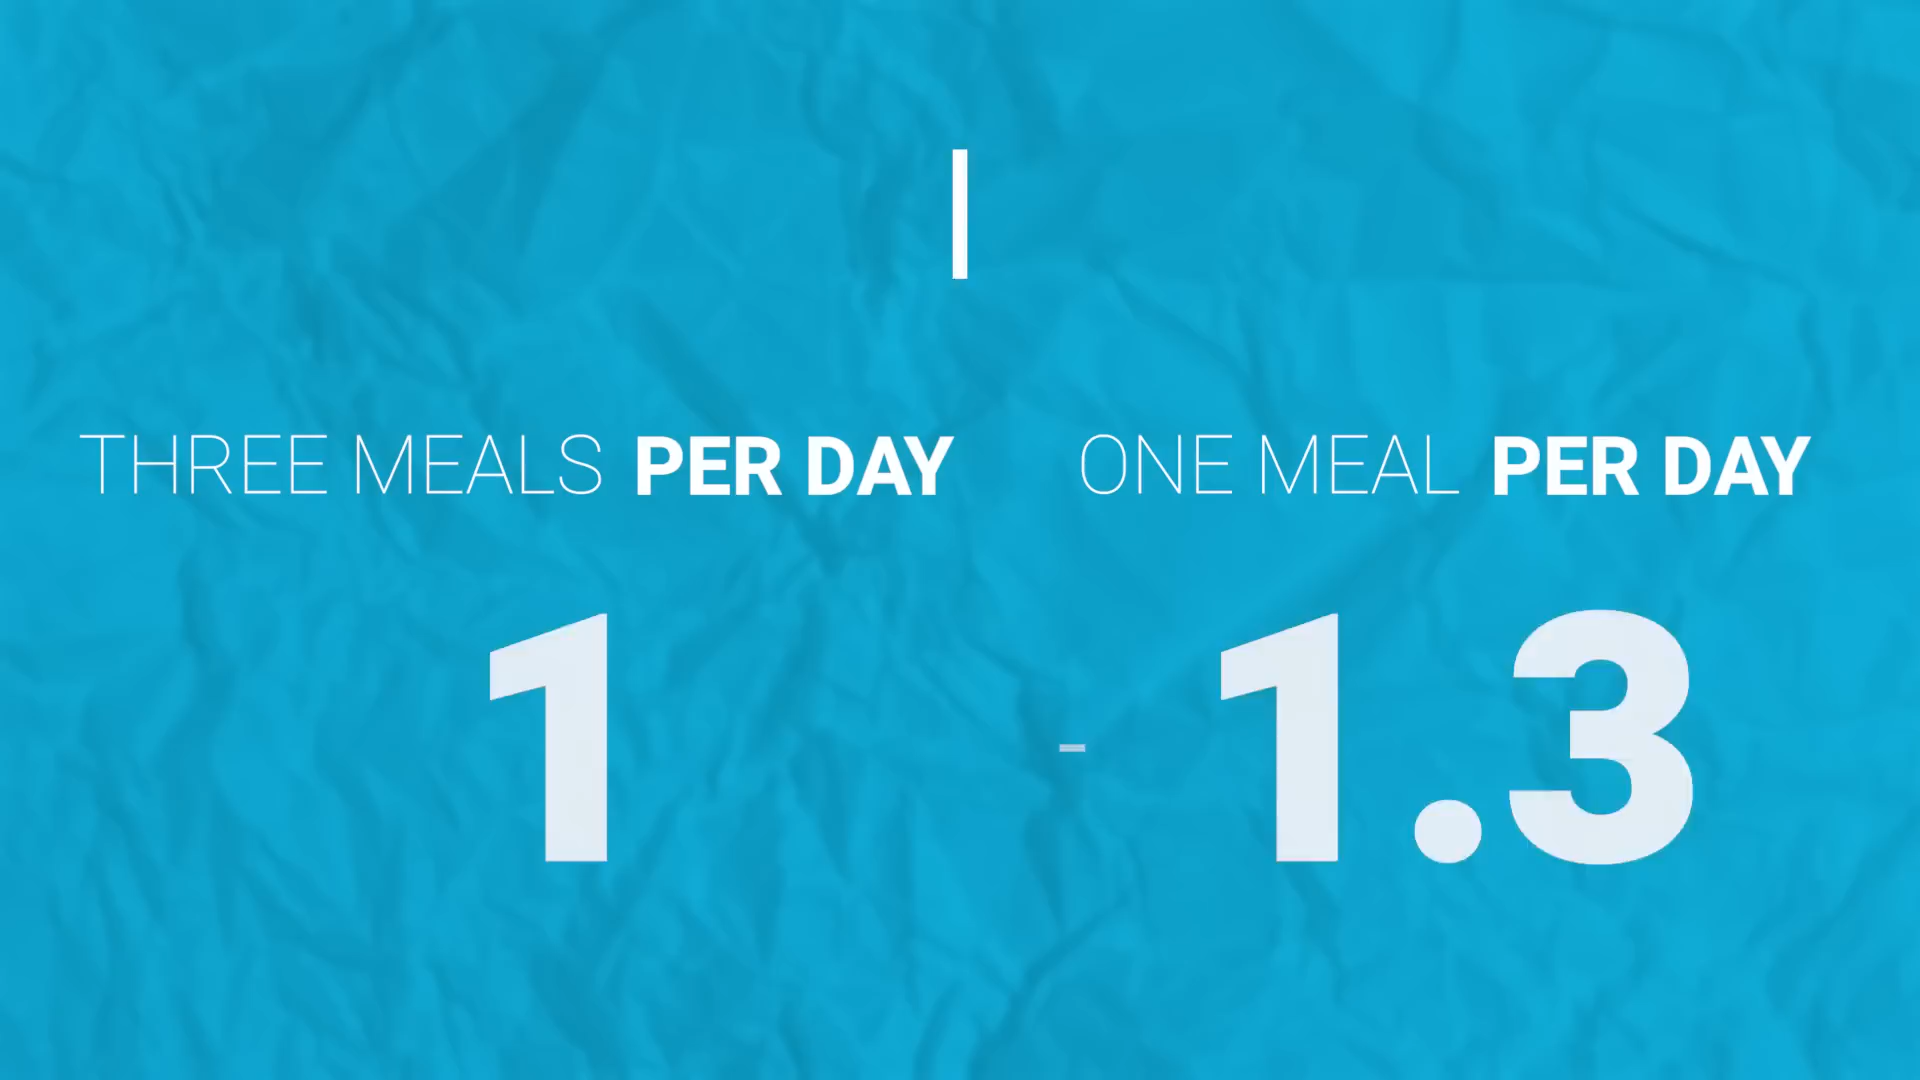 THREE MEALS PER DAY
ONE MEAL PER DAY
1
- 1.3